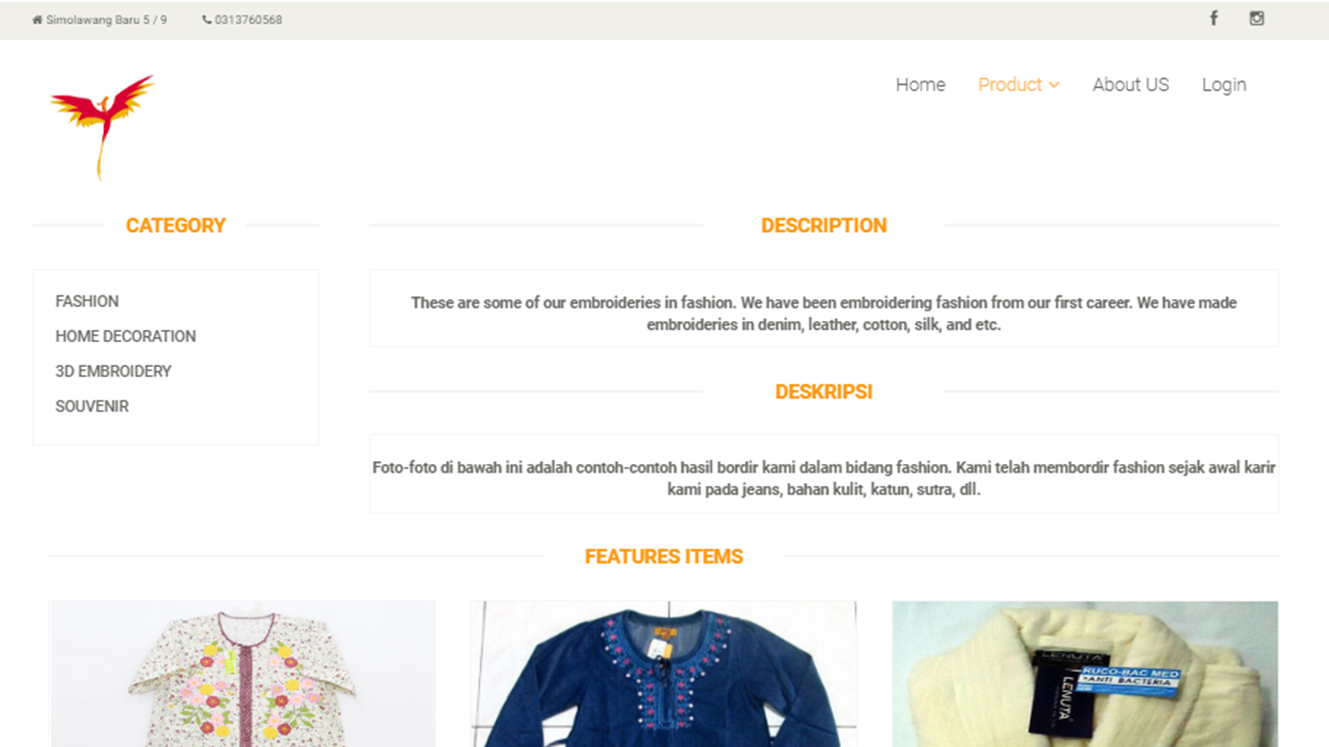 Simolawang Baru 5 / 9
0313760568
Home
Product
About US
Login
CATEGORY
FASHION
HOME DECORATION
3D EMBROIDERY
SOUVENIR
DESCRIPTION
These are some of our embroideries in fashion. We have been embroidering fashion from our first career. We have made
embroideries in denim, leather, cotton, silk, and etc.
DESKRIPSI
Foto-foto di bawah ini adalah contoh-contoh hasil bordir kami dalam bidang fashion. Kami telah membordir fashion sejak awal karir
kami pada jeans, bahan kulit, katun, sutra, dll.
FEATURES ITEMS
LENUTA
RUCO-BAC MED
ANTI BACTERIA
LENUTA